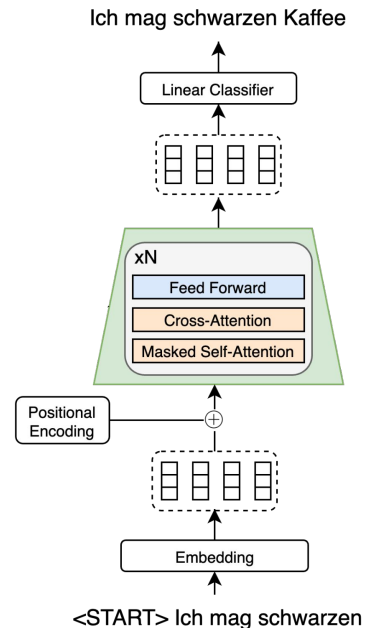 Ich mag schwarzen Kaffee
Linear Classifier
xN
Feed Forward
Cross-Attention
Masked Self-Attention
Positional
Encoding
+
Embedding
<START> Ich mag schwarzen